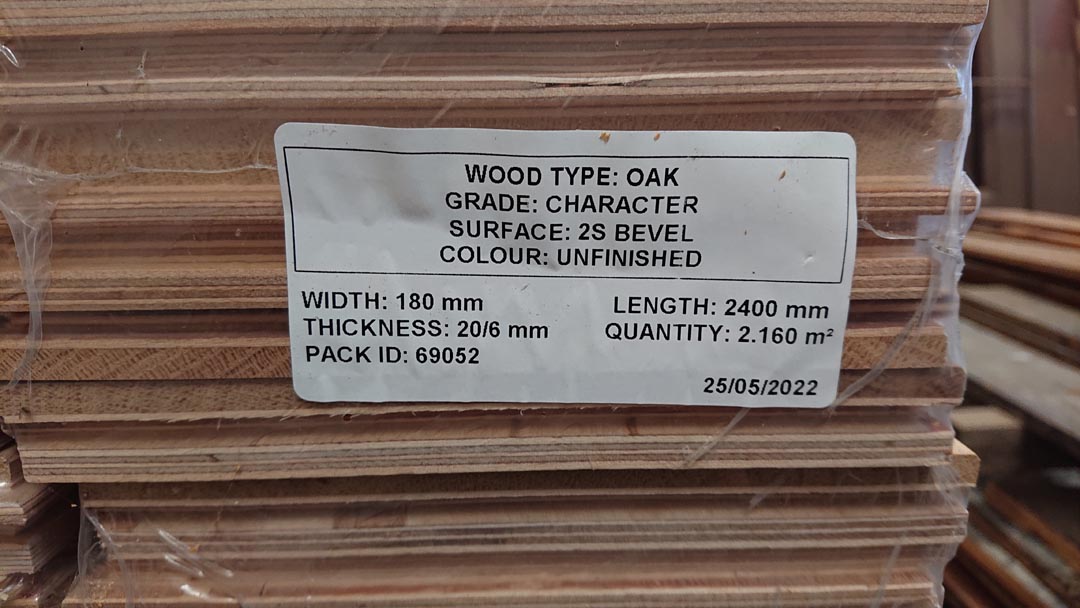 WOOD TYPE: OAK
GRADE: CHARACTER
SURFACE: 2S BEVEL
COLOUR: UNFINISHED
WIDTH: 180 mm LENGTH: 2400 mm
THICKNESS: 20/6 mm QUANTITY: 2.160 m²
PACK ID: 69052
25/05/2022